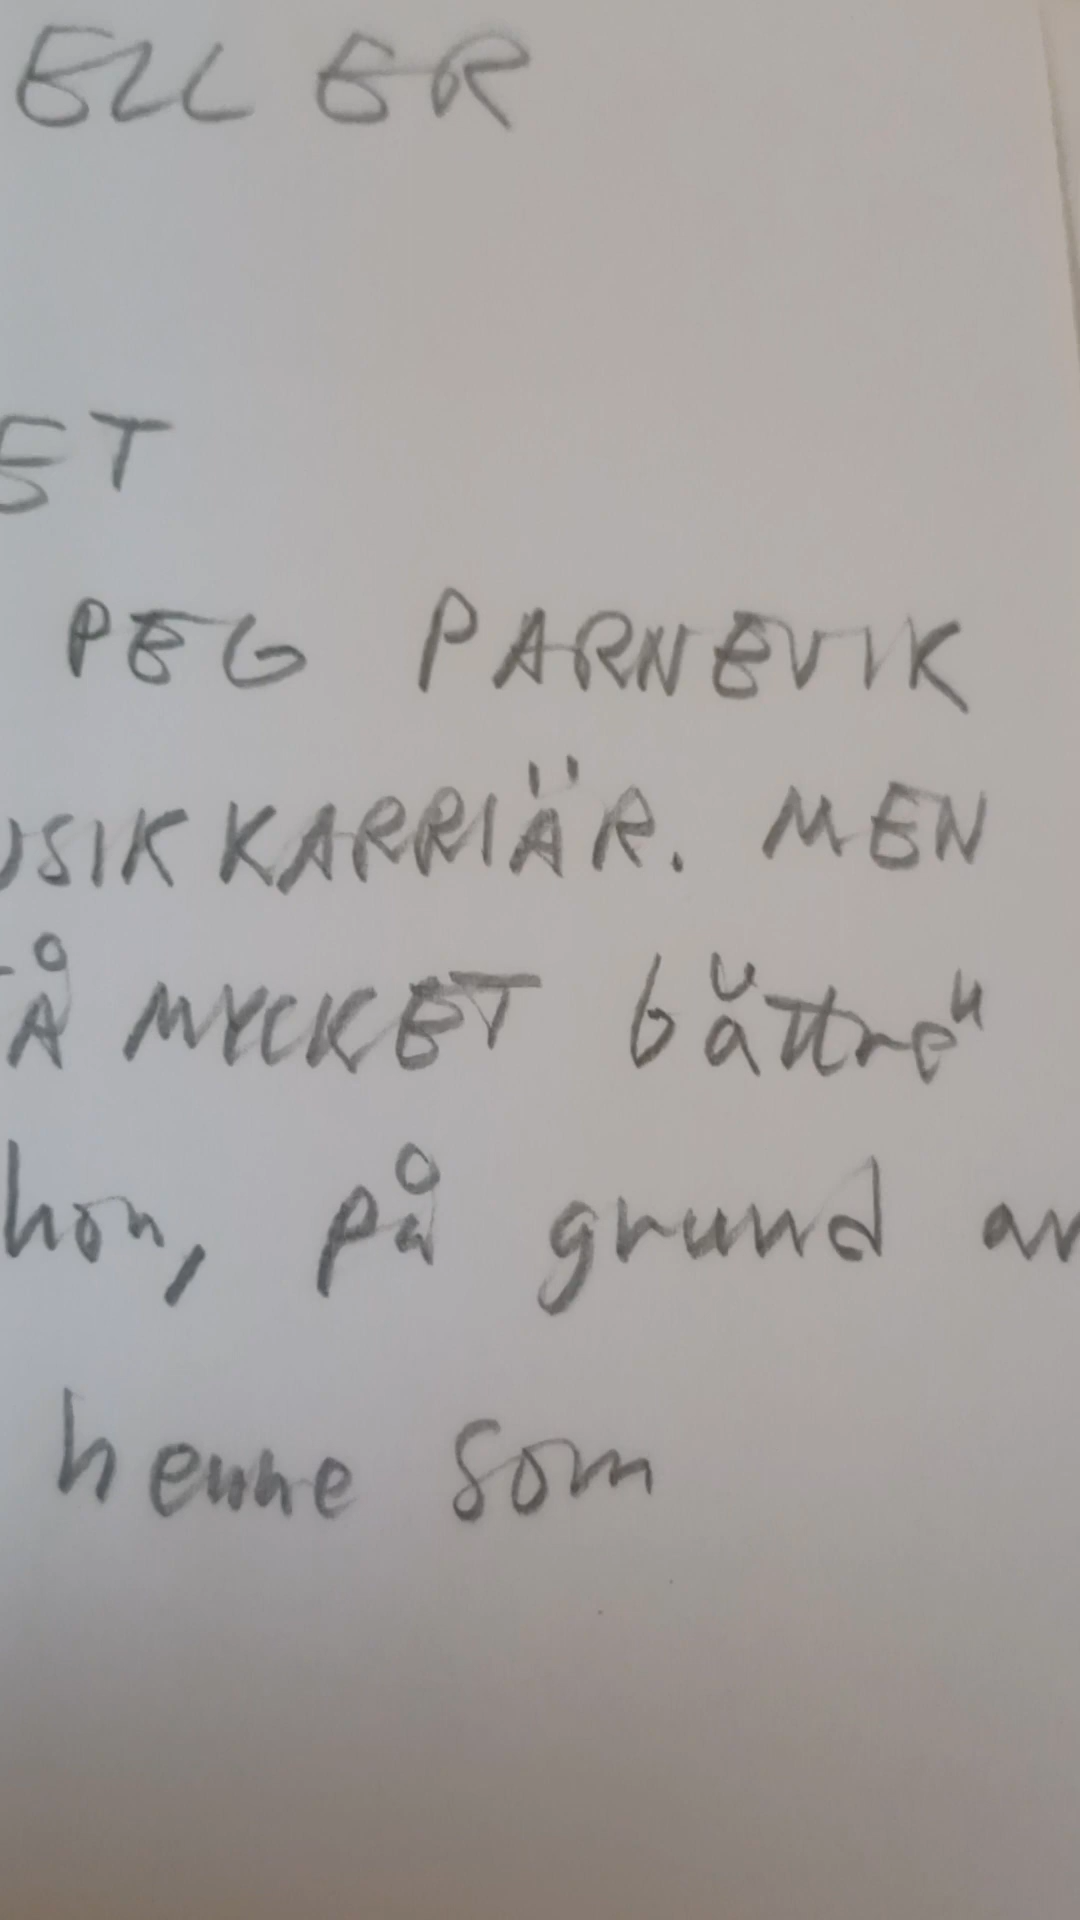 ELLER
ET
PEG PARNEVIK
USIKKARRIÄR. MEN
Å MYCKET bättre"
hon, på grund av
henne som